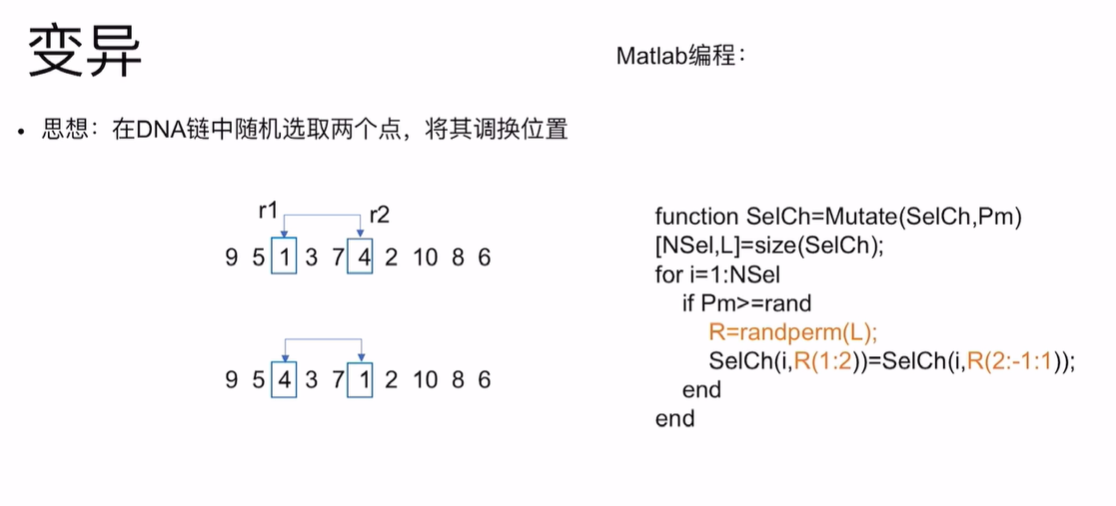 变异
Matlab编程：
• 思想：在DNA链中随机选取两个点，将其调换位置
r1 r2
9 5 1 3 7 4 2 10 8 6
9 5 4 3 7 1 2 10 8 6
function SelCh=Mutate(SelCh,Pm)
[NSel,L]=size(SelCh);
for i=1:NSel
if Pm>=rand
R=randperm(L);
SelCh(i,R(1:2))=SelCh(i,R(2:-1:1));
end
end